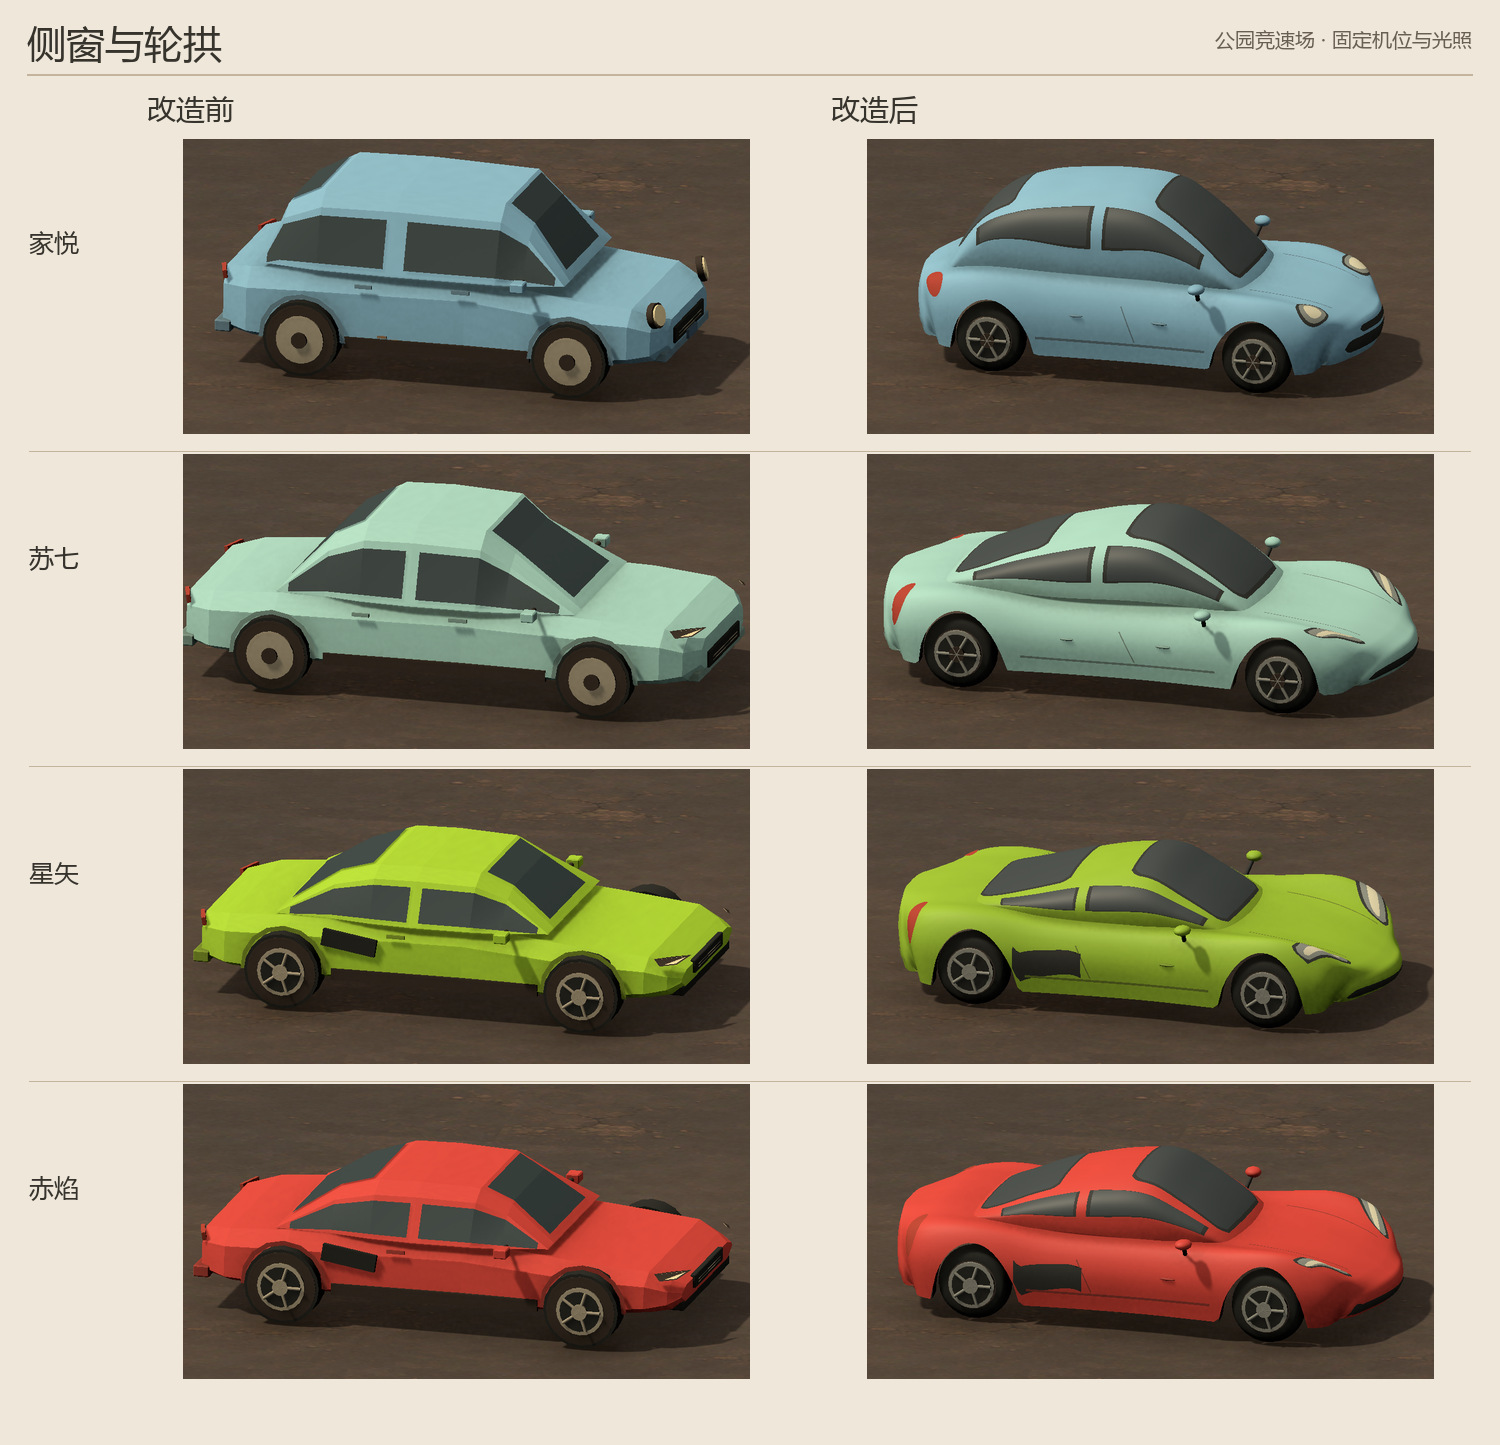 侧窗与轮拱
公园竞速场 · 固定机位与光照
改造前
改造后
家悦
苏七
星矢
赤焰